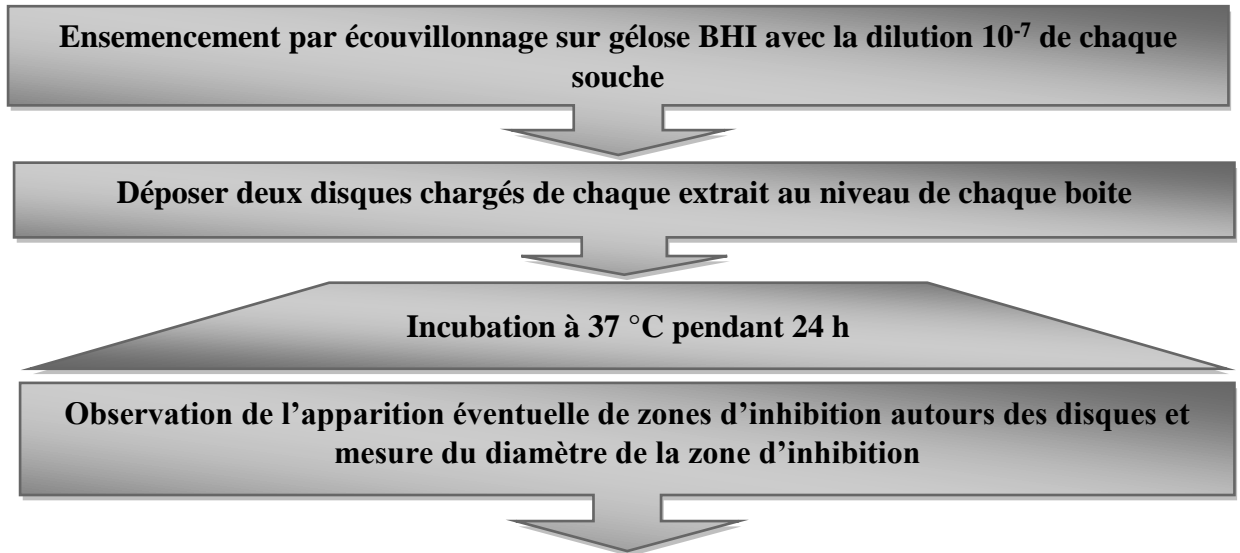 Ensemencement par écouvillonnage sur gélose BHI avec la dilution 10⁻⁷ de chaque
souche
Déposer deux disques chargés de chaque extrait au niveau de chaque boite
Incubation à 37 °C pendant 24 h
Observation de l’apparition éventuelle de zones d’inhibition autours des disques et
mesure du diamètre de la zone d’inhibition